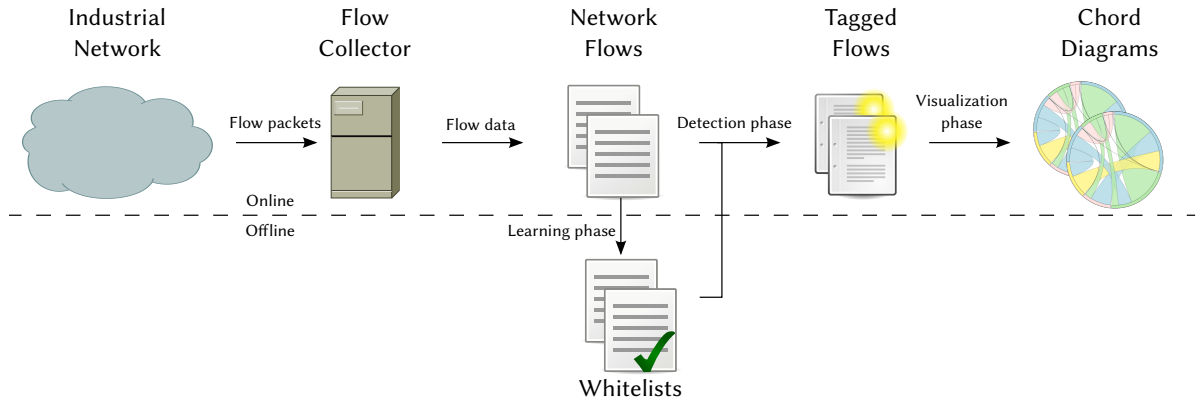 Industrial
Network
Flow
Collector
Network
Flows
Tagged
Flows
Chord
Diagrams
Flow packets
Flow data
Detection phase
Visualization
phase
Online
Offline
Learning phase
Whitelists